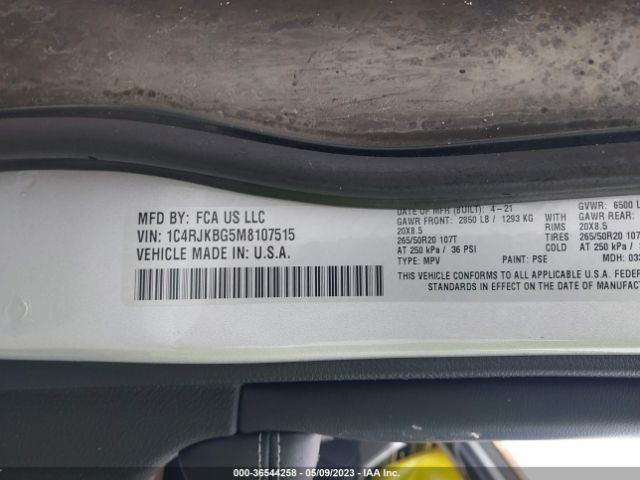 MFD BY: FCA US LLC
VIN: 1C4RJKBG5M8107515
VEHICLE MADE IN: U.S.A.
DATE OF MFR (BUILT): 4-21
GVWR: 6500 L
GAWR FRONT: 2850 LB / 1293 KG
WITH GAWR REAR:
20X8.5 RIMS 20X8.5
265/50R20 107T TIRES 265/50R20 107
AT 250 kPa / 36 PSI COLD AT 250 kPa /
TYPE: MPV PAINT: PSE MDH: 03
THIS VEHICLE CONFORMS TO ALL APPLICABLE U.S.A. FEDER
STANDARDS IN EFFECT ON THE DATE OF MANUFACT
000-36544258 - 05/09/2023 - IAA Inc.